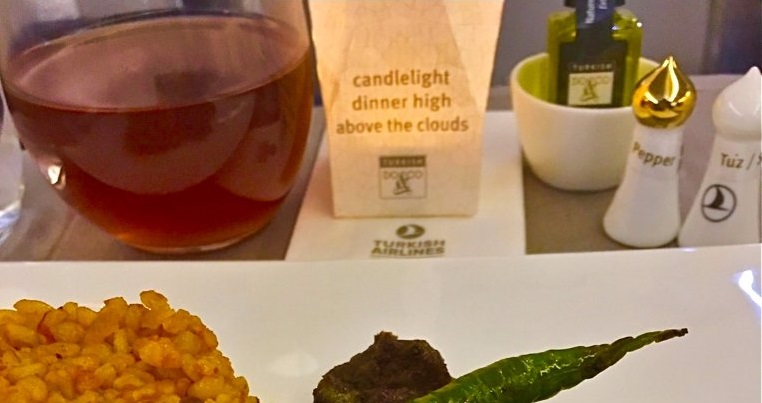 candlelight
dinner high
above the clouds
TURKISH
DO&CO
TURKISH
AIRLINES
TURKISH
DO&CO
Pepper
Tuz /